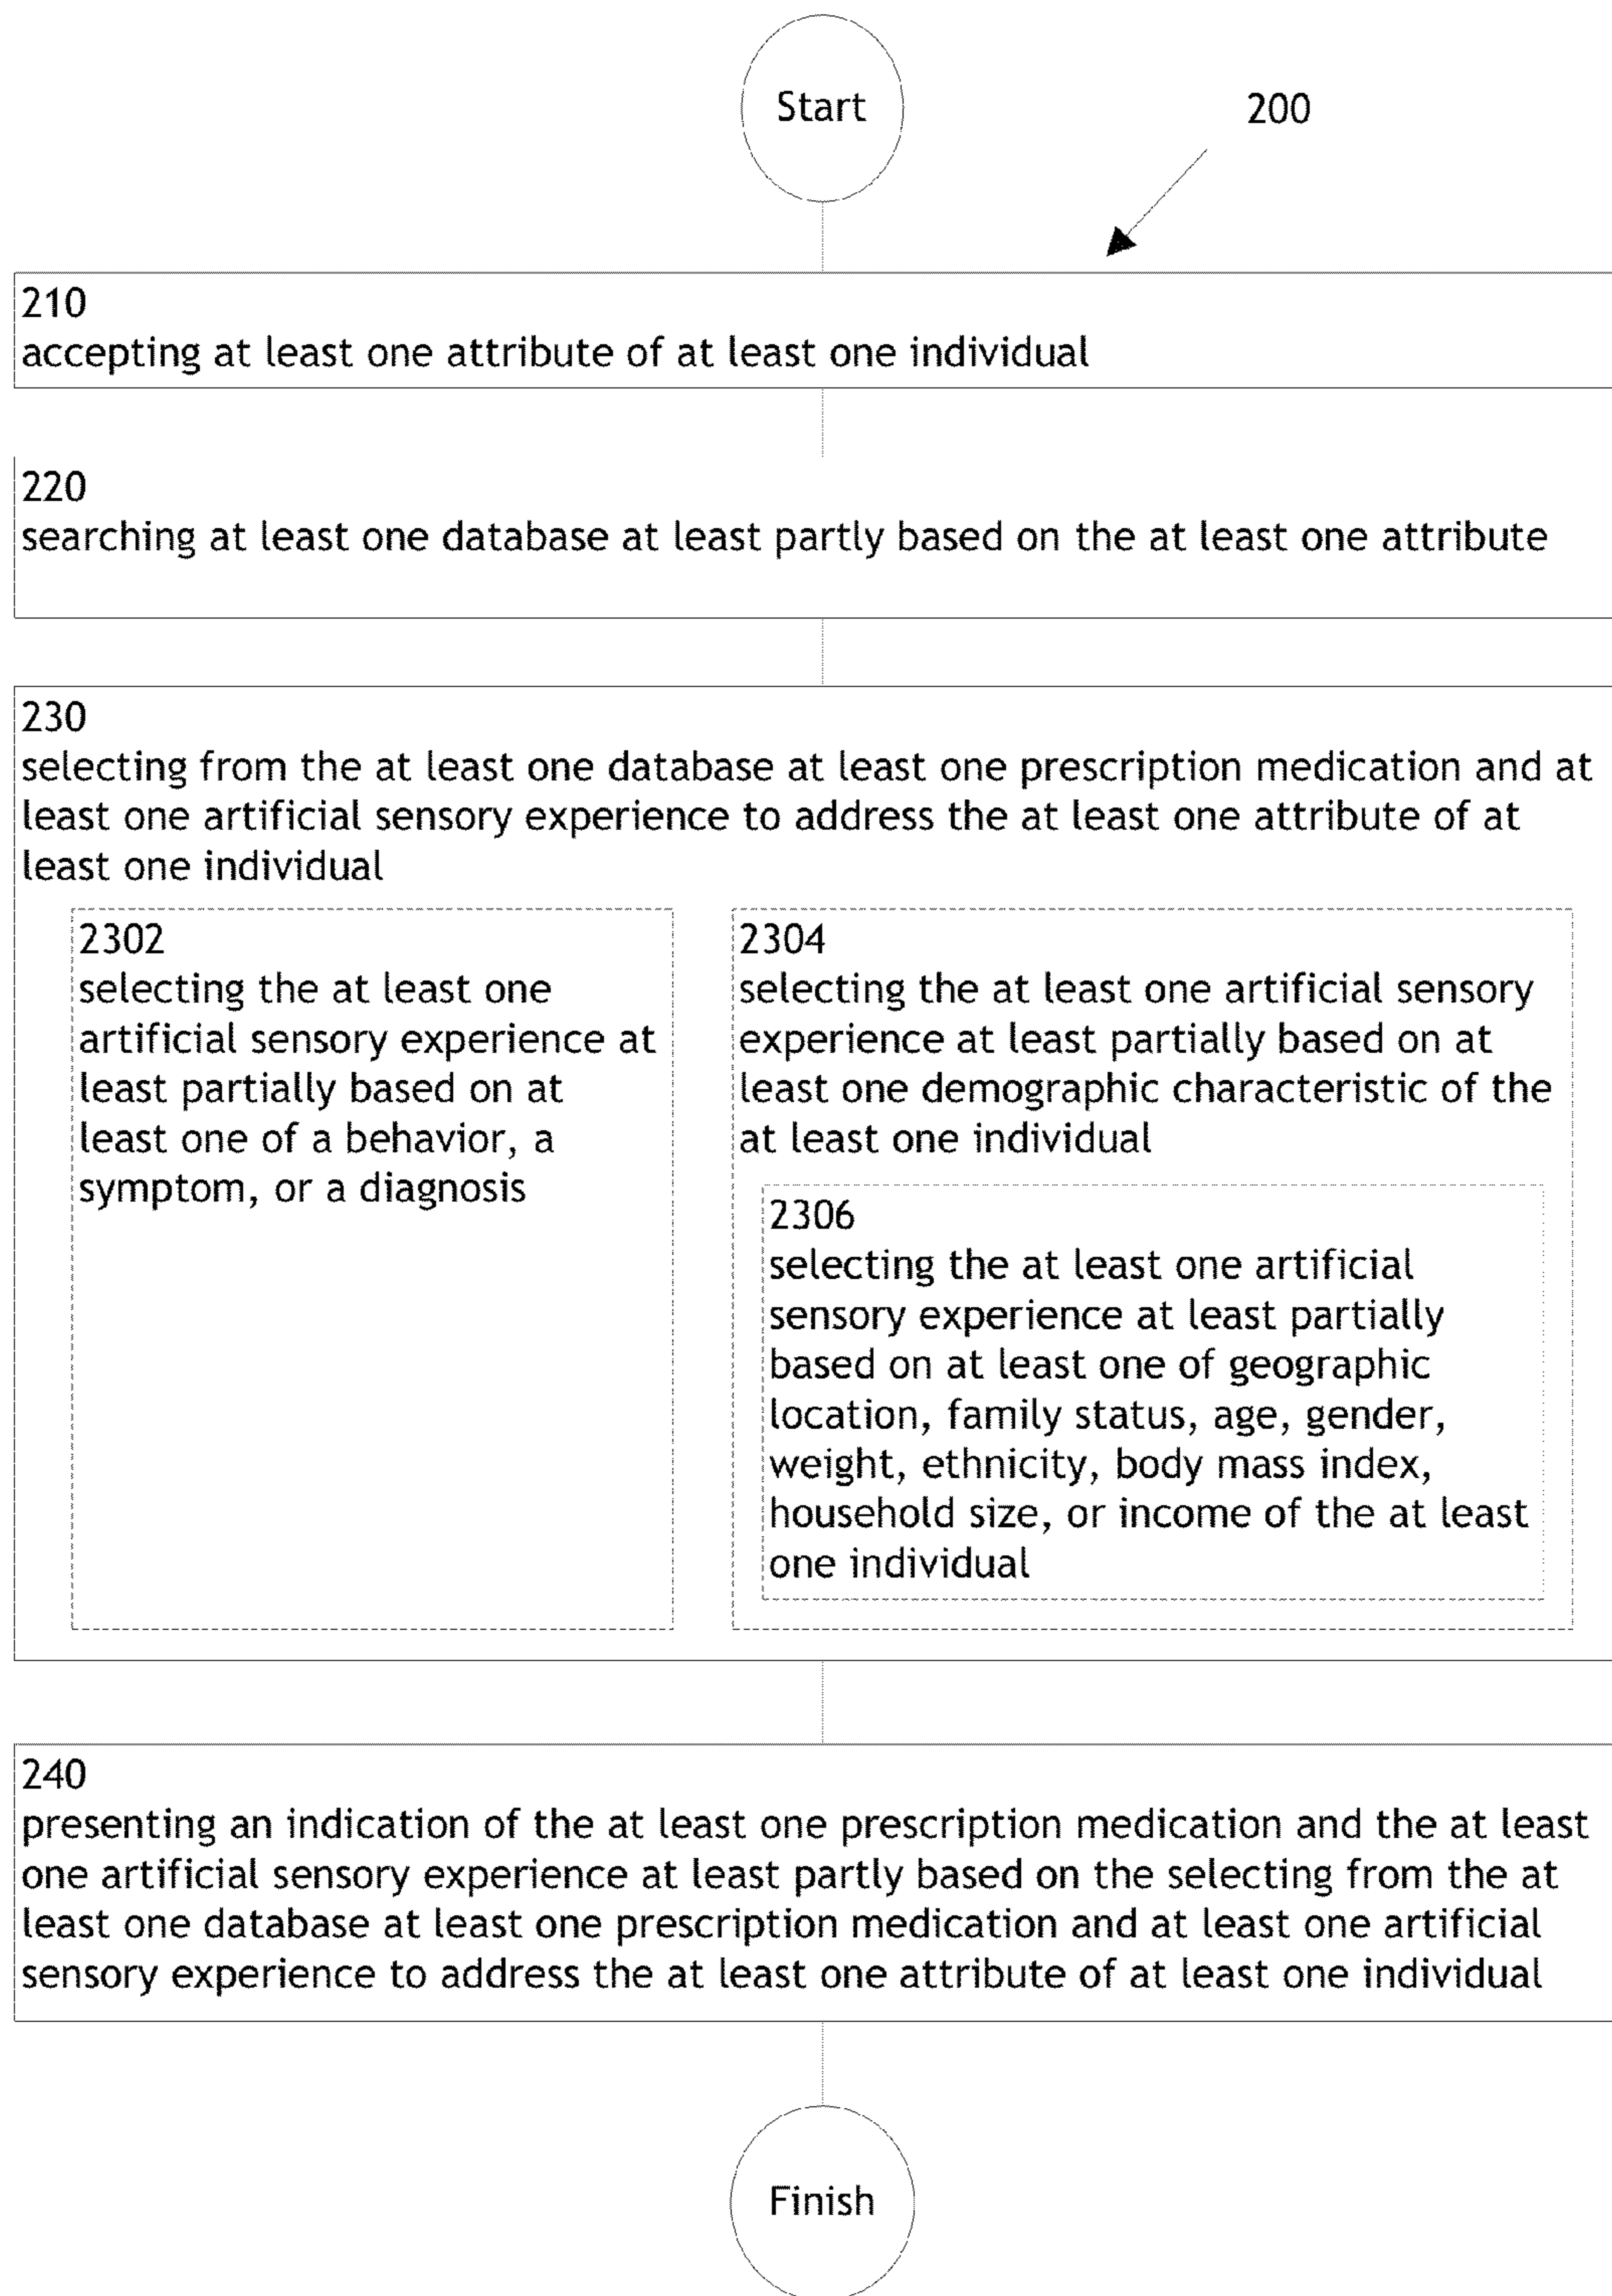 Start
200
210
accepting at least one attribute of at least one individual
220
searching at least one database at least partly based on the at least one attribute
230
selecting from the at least one database at least one prescription medication and at
least one artificial sensory experience to address the at least one attribute of at
least one individual
2302
selecting the at least one
artificial sensory experience at
least partially based on at
least one of a behavior, a
symptom, or a diagnosis
2304
selecting the at least one artificial sensory
experience at least partially based on at
least one demographic characteristic of the
at least one individual
2306
selecting the at least one artificial
sensory experience at least partially
based on at least one of geographic
location, family status, age, gender,
weight, ethnicity, body mass index,
household size, or income of the at least
one individual
240
presenting an indication of the at least one prescription medication and the at least
one artificial sensory experience at least partly based on the selecting from the at
least one database at least one prescription medication and at least one artificial
sensory experience to address the at least one attribute of at least one individual
Finish